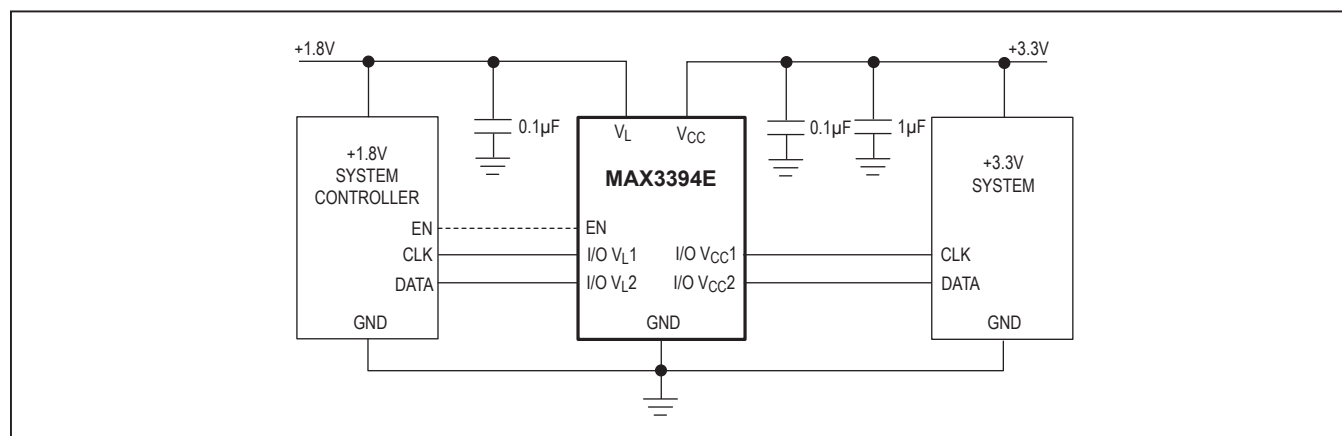 +1.8V
+3.3V
0.1µF
0.1µF
1µF
VL
VCC
+1.8V
SYSTEM
CONTROLLER
MAX3394E
+3.3V
SYSTEM
EN
EN
CLK
I/O VL1
I/O VCC1
CLK
DATA
I/O VL2
I/O VCC2
DATA
GND
GND
GND